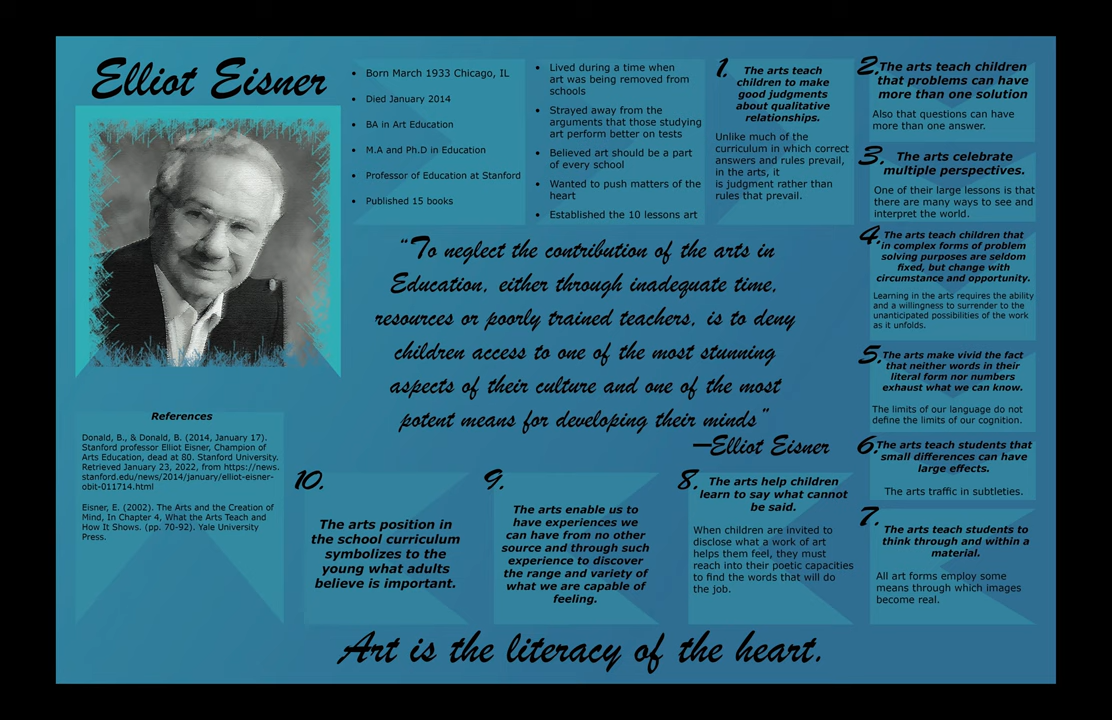 Elliot Eisner
• Born March 1933 Chicago, IL
• Died January 2014
• BA in Art Education
• M.A and Ph.D in Education
• Professor of Education at Stanford
• Published 15 books
• Lived during a time when
art was being removed from
schools
• Strayed away from the
arguments that those studying
art perform better on tests
• Believed art should be a part
of every school
• Wanted to push matters of the
heart
• Established the 10 lessons art
1. The arts teach
children to make
good judgments
about qualitative
relationships.
Unlike much of the
curriculum in which correct
answers and rules prevail,
in the arts, it
is judgment rather than
rules that prevail.
2. The arts teach children
that problems can have
more than one solution
Also that questions can have
more than one answer.
3. The arts celebrate
multiple perspectives.
One of their large lessons is that
there are many ways to see and
interpret the world.
4. The arts teach children that
in complex forms of problem
solving purposes are seldom
fixed, but change with
circumstance and opportunity.
Learning in the arts requires the ability
and a willingness to surrender to the
unanticipated possibilities of the work
as it unfolds.
5. The arts make vivid the fact
that neither words in their
literal form nor numbers
exhaust what we can know.
The limits of our language do not
define the limits of our cognition.
6. The arts teach students that
small differences can have
large effects.
The arts traffic in subtleties.
7. The arts teach students to
think through and within a
material.
All art forms employ some
means through which images
become real.
8. The arts help children
learn to say what cannot
be said.
When children are invited to
disclose what a work of art
helps them feel, they must
reach into their poetic capacities
to find the words that will do
the job.
9.
The arts enable us to
have experiences we
can have from no other
source and through such
experience to discover
the range and variety of
what we are capable of
feeling.
10.
The arts position in
the school curriculum
symbolizes to the
young what adults
believe is important.
"To neglect the contribution of the arts in
Education, either through inadequate time,
resources or poorly trained teachers, is to deny
children access to one of the most stunning
aspects of their culture and one of the most
potent means for developing their minds"
—Elliot Eisner
References
Donald, B., & Donald, B. (2014, January 17).
Stanford professor Elliot Eisner, Champion of
Arts Education, dead at 80. Stanford University.
Retrieved January 23, 2022, from https://news.
stanford.edu/news/2014/january/elliot-eisner-
obit-011714.html
Eisner, E. (2002). The Arts and the Creation of
Mind, In Chapter 4, What the Arts Teach and
How It Shows. (pp. 70-92). Yale University
Press.
Art is the literacy of the heart.